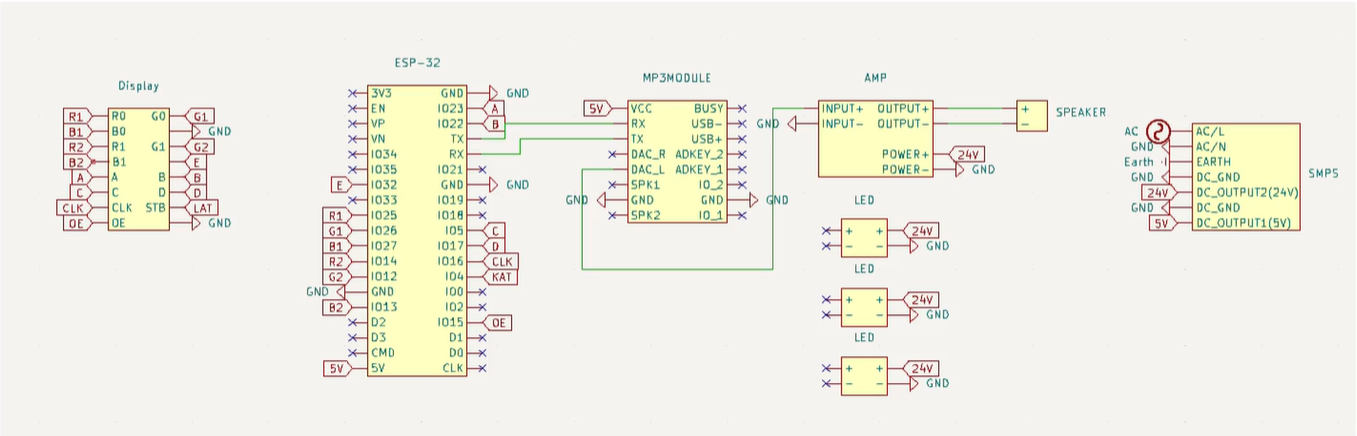 Display
R1 R0 G0 G1
B1 B0 GND
R2 R1 G1 G2
B2 B1 E
A A B B
C C D D
CLK CLK STB LAT
OE OE GND
ESP-32
3V3 GND GND
EN IO23 A
VP IO22 B
VN TX
IO34 RX
IO35 IO21
E IO32 GND GND
IO33 IO19
R1 IO25 IO18
G1 IO26 IO5 C
B1 IO27 IO17 D
R2 IO14 IO16 CLK
G2 IO12 IO4 KAT
GND GND IO0
B2 IO13 IO2
D2 IO15 OE
D3 D1
CMD D0
5V 5V CLK
MP3MODULE
5V VCC BUSY
RX USB-
TX USB+
DAC_R ADKEY_2
DAC_L ADKEY_1
SPK1 IO_2
GND GND GND GND
SPK2 IO_1
AMP
INPUT+ OUTPUT+
GND INPUT- OUTPUT-
POWER+ 24V
POWER- GND
+ SPEAKER
-
LED
+ + 24V
- - GND
LED
+ + 24V
- - GND
LED
+ + 24V
- - GND
AC AC/L
GND AC/N
Earth EARTH
GND DC_GND
24V DC_OUTPUT2(24V)
GND DC_GND
5V DC_OUTPUT1(5V)
SMPS